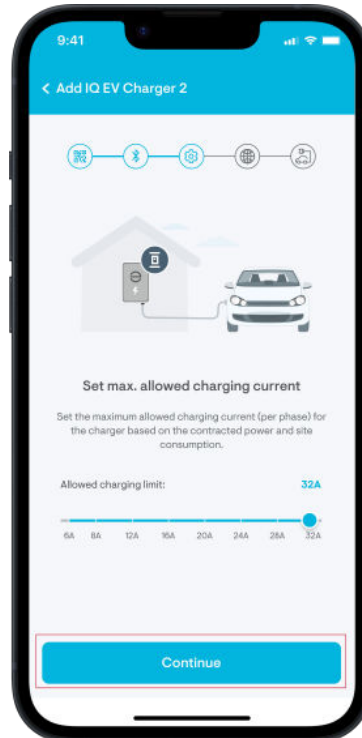 9:41
Add IQ EV Charger 2
Set max. allowed charging current
Set the maximum allowed charging current (per phase) for
the charger based on the contracted power and site
consumption.
Allowed charging limit: 32A
6A 8A 12A 16A 20A 24A 28A 32A
Continue